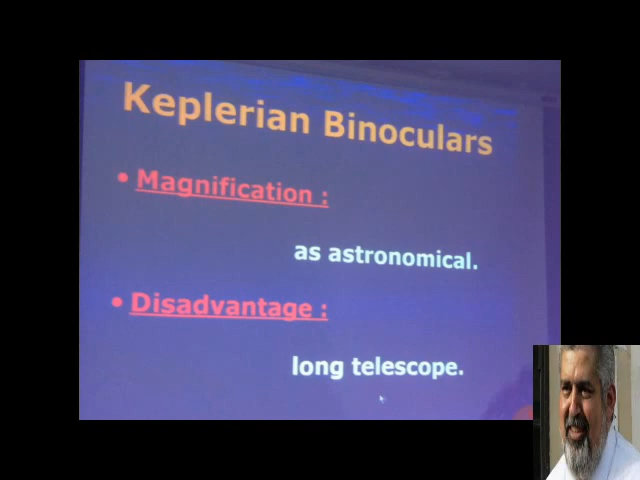 Keplerian Binoculars
• Magnification :
as astronomical.
• Disadvantage :
long telescope.